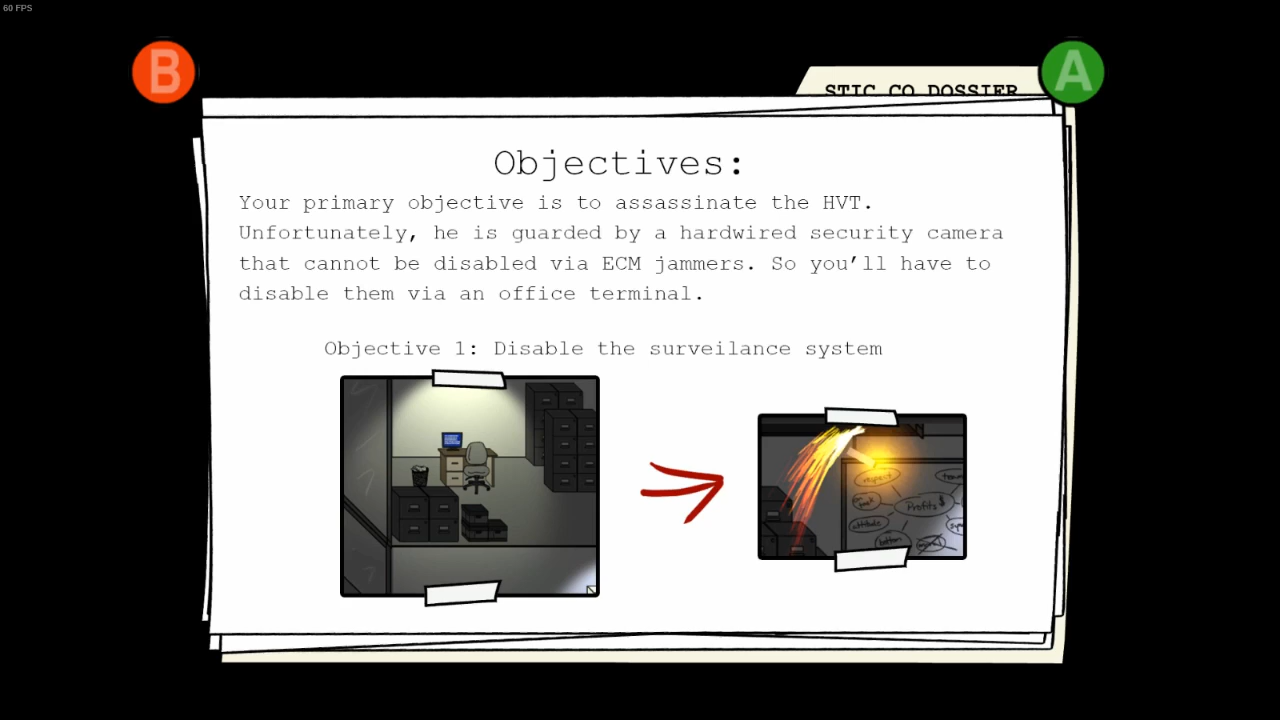 60 FPS
B
A
STIC CO DOSSIER
Objectives:
Your primary objective is to assassinate the HVT.
Unfortunately, he is guarded by a hardwired security camera
that cannot be disabled via ECM jammers. So you’ll have to
disable them via an office terminal.
Objective 1: Disable the surveilance system
Profits $
attitude
button